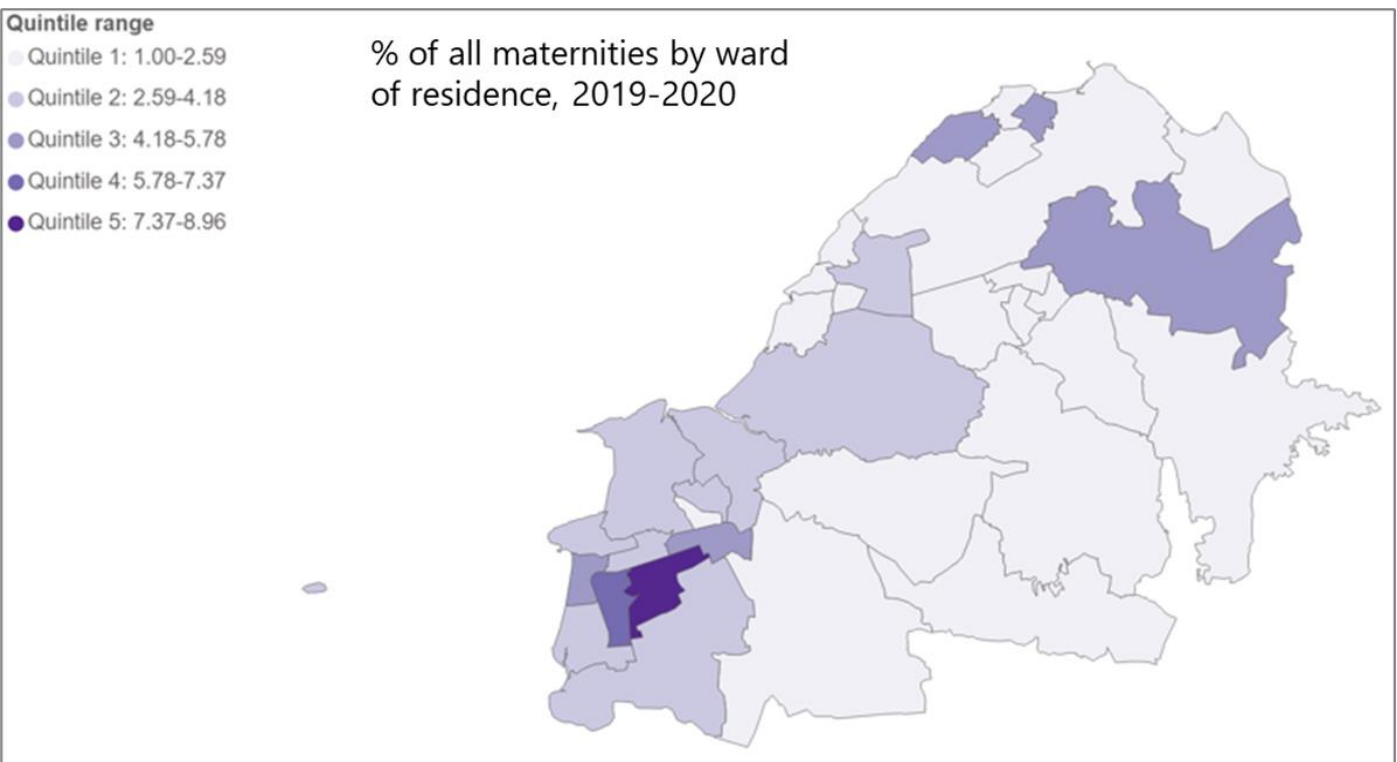 Quintile range
Quintile 1: 1.00-2.59
Quintile 2: 2.59-4.18
Quintile 3: 4.18-5.78
Quintile 4: 5.78-7.37
Quintile 5: 7.37-8.96
% of all maternities by ward
of residence, 2019-2020